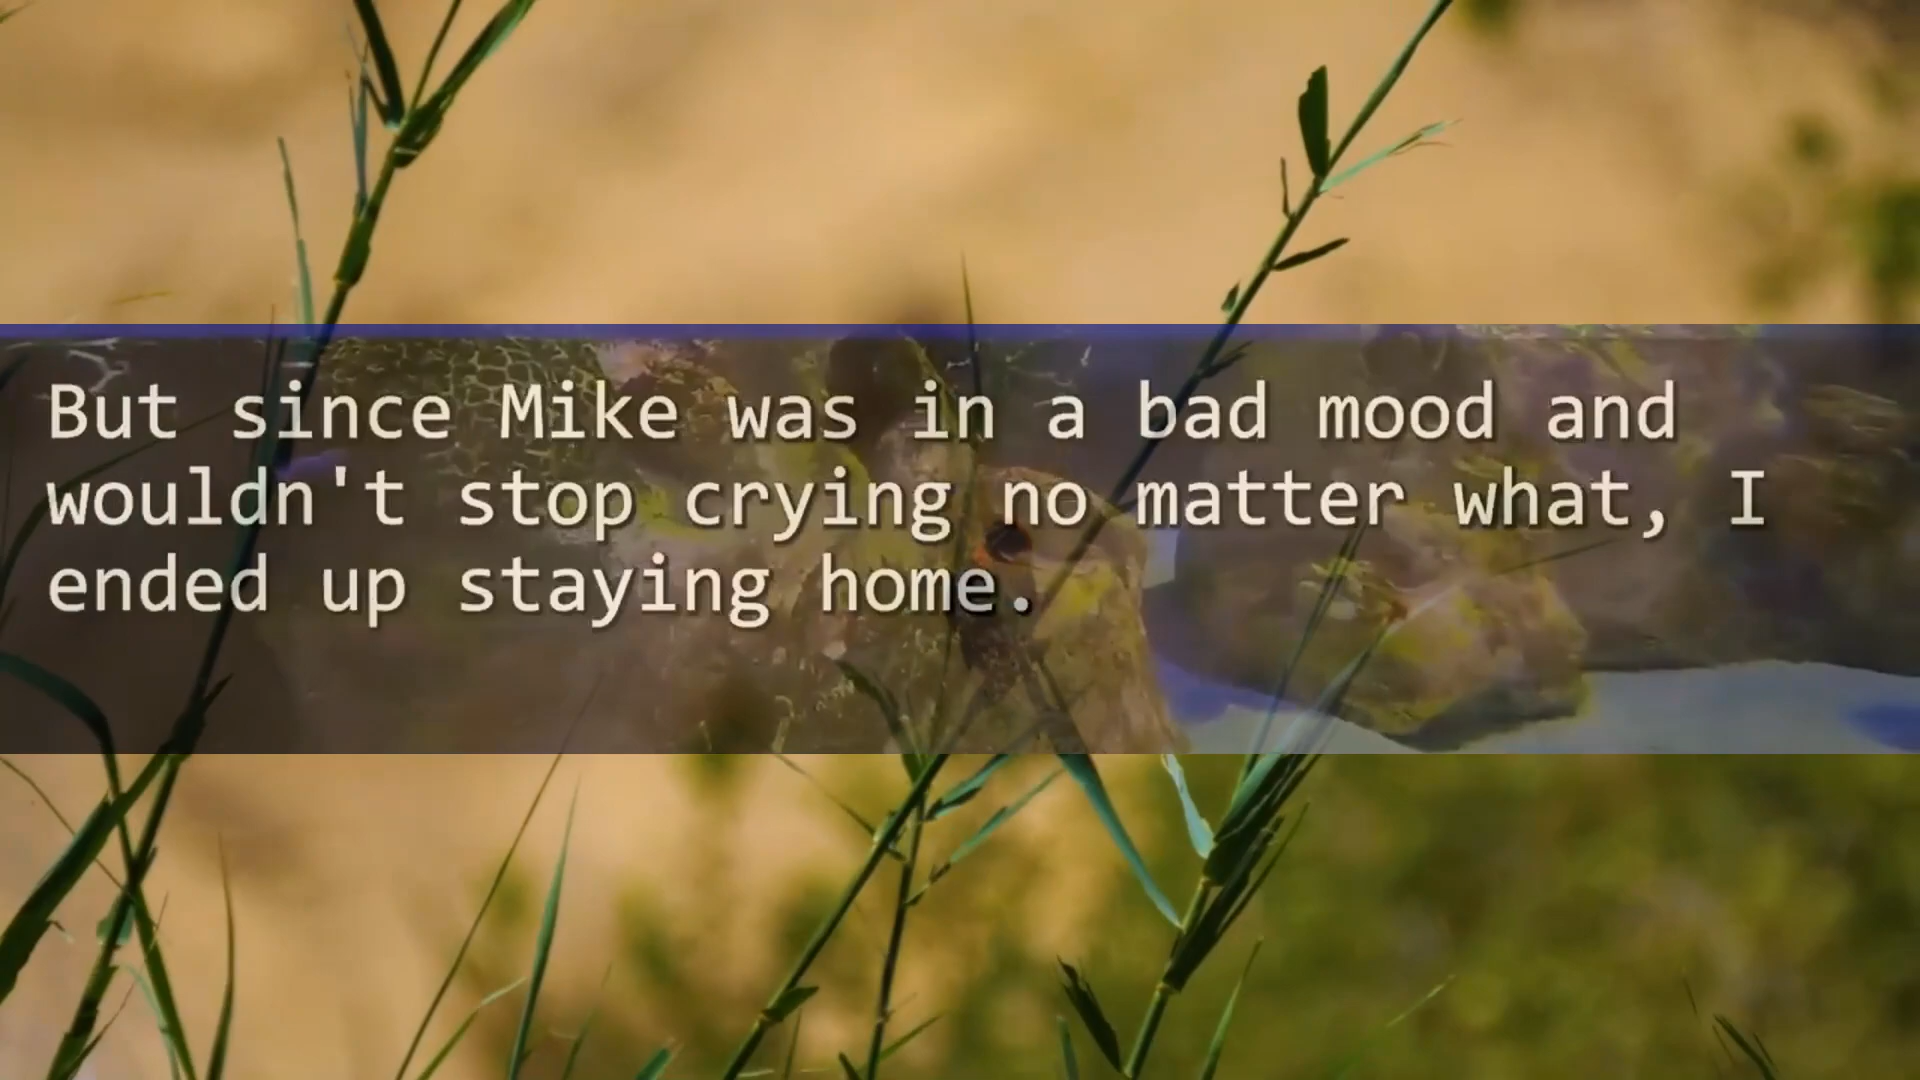 But since Mike was in a bad mood and
wouldn't stop crying no matter what, I
ended up staying home.